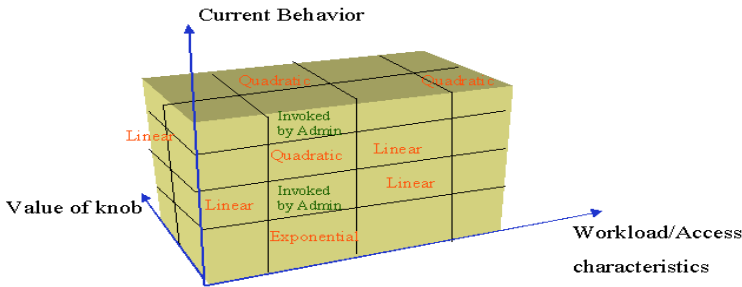 Current Behavior
Quadratic
Quadratic
Invoked
by Admin
Linear
Quadratic
Linear
Invoked
by Admin
Linear
Linear
Value of knob
Exponential
Workload/Access
characteristics